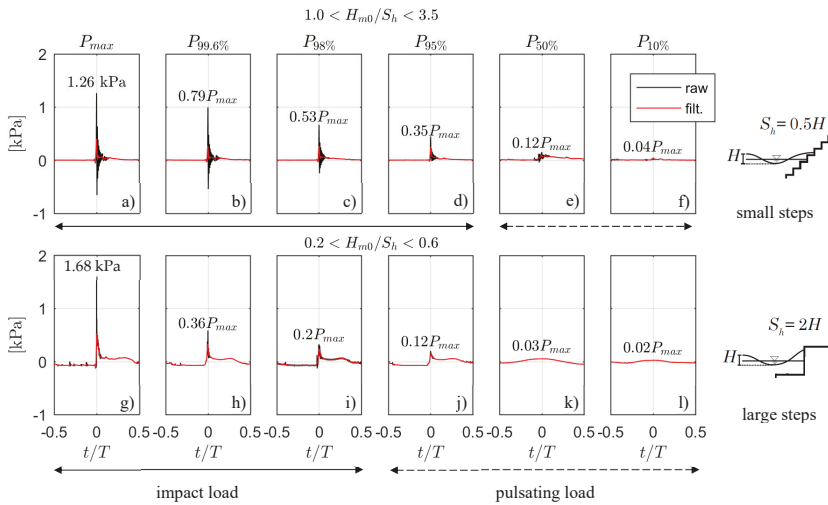 1.0 < H_{m0}/S_h < 3.5
P_{max} P_{99.6%} P_{98%} P_{95%} P_{50%} P_{10%}
2
1
0
-1
[kPa]
1.26 kPa
0.79P_{max}
0.53P_{max}
0.35P_{max}
0.12P_{max}
0.04P_{max}
raw
filt.
a) b) c) d) e) f)
S_h = 0.5H
H
small steps
0.2 < H_{m0}/S_h < 0.6
2
1
0
-1
[kPa]
1.68 kPa
0.36P_{max}
0.2P_{max}
0.12P_{max}
0.03P_{max}
0.02P_{max}
g) h) i) j) k) l)
S_h = 2H
H
large steps
-0.5 0 0.5 -0.5 0 0.5 -0.5 0 0.5 -0.5 0 0.5 -0.5 0 0.5 -0.5 0 0.5
t/T t/T t/T t/T t/T t/T
impact load pulsating load